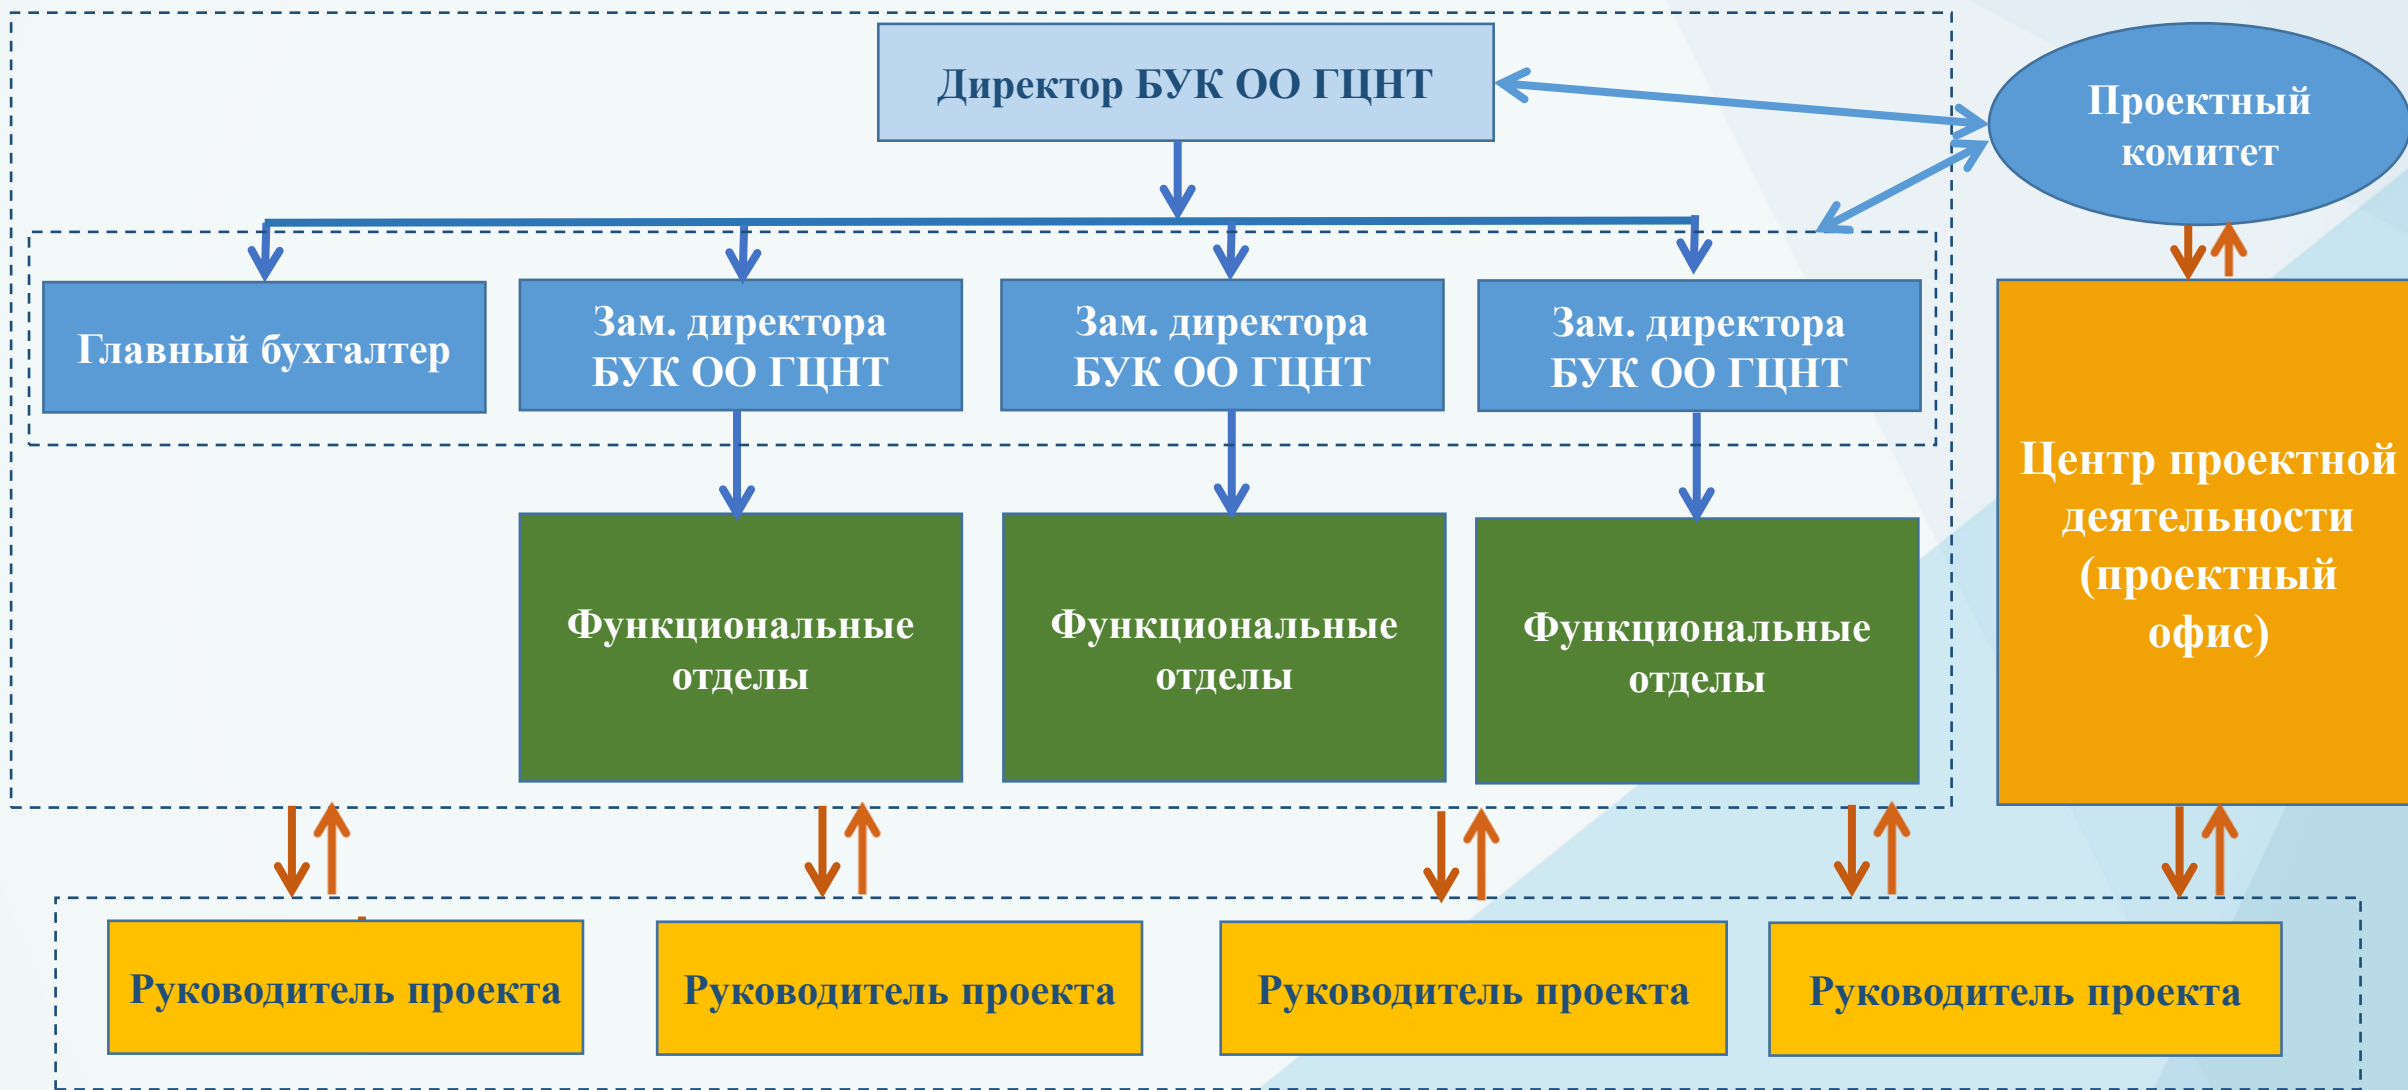 Директор БУК ОО ГЦНТ
Проектный
комитет
Главный бухгалтер
Зам. директора
БУК ОО ГЦНТ
Зам. директора
БУК ОО ГЦНТ
Зам. директора
БУК ОО ГЦНТ
Центр проектной
деятельности
(проектный
офис)
Функциональные
отделы
Функциональные
отделы
Функциональные
отделы
Руководитель проекта
Руководитель проекта
Руководитель проекта
Руководитель проекта